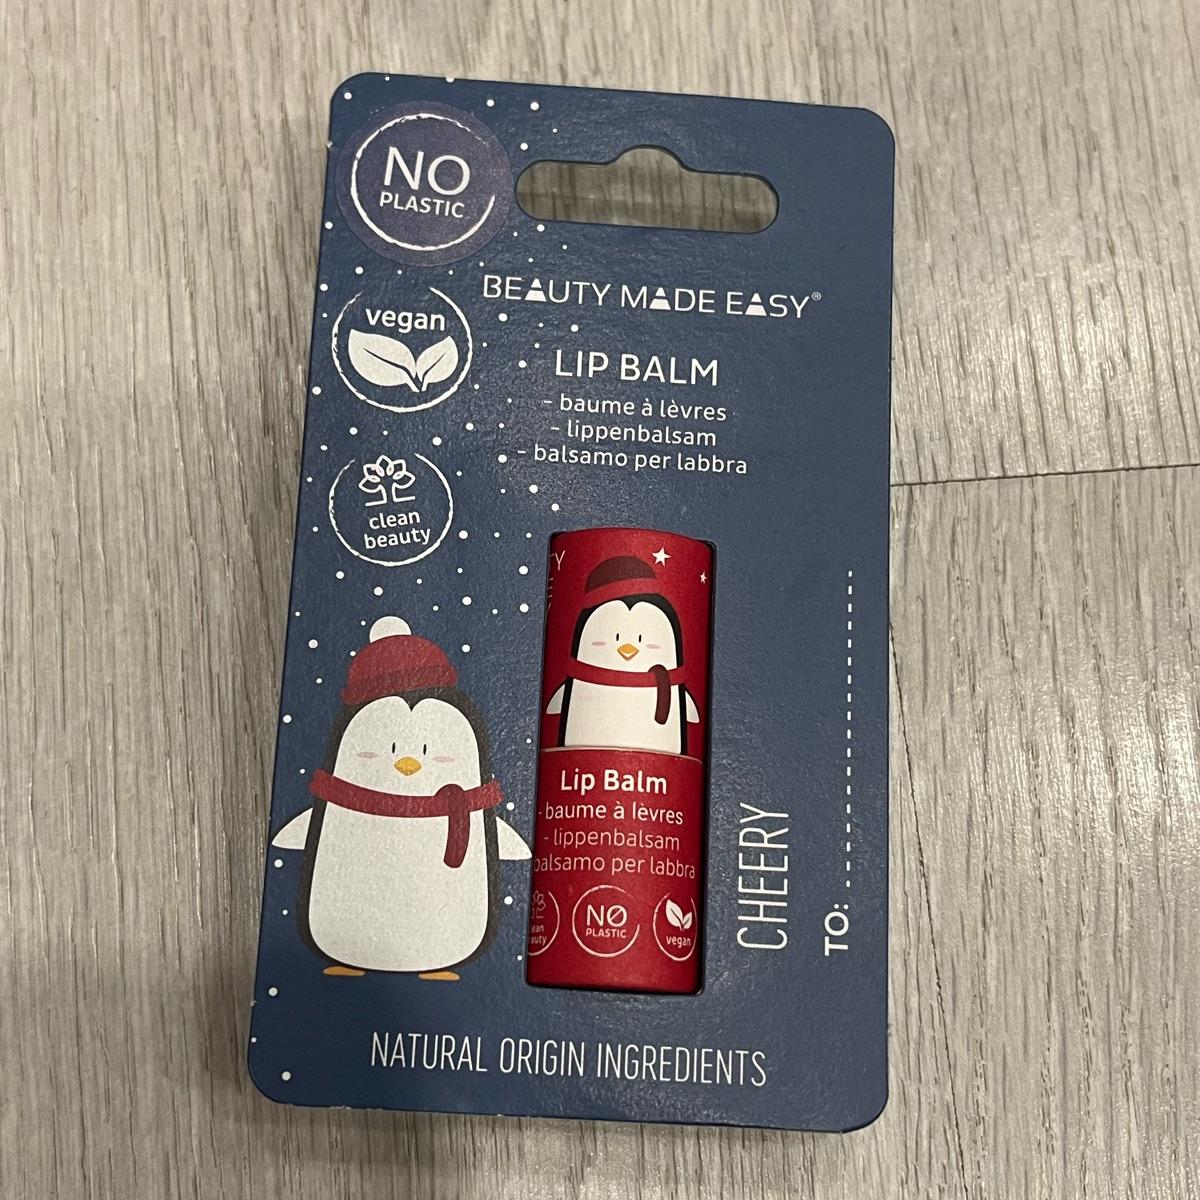 NO
PLASTIC
BEAUTY MADE EASY®
vegan
LIP BALM
- baume à lèvres
- lippenbalsam
- balsamo per labbra
clean
beauty
Lip Balm
- baume à lèvres
- lippenbalsam
balsamo per labbra
NO
PLASTIC
vegan
CHEERY
TO:
NATURAL ORIGIN INGREDIENTS